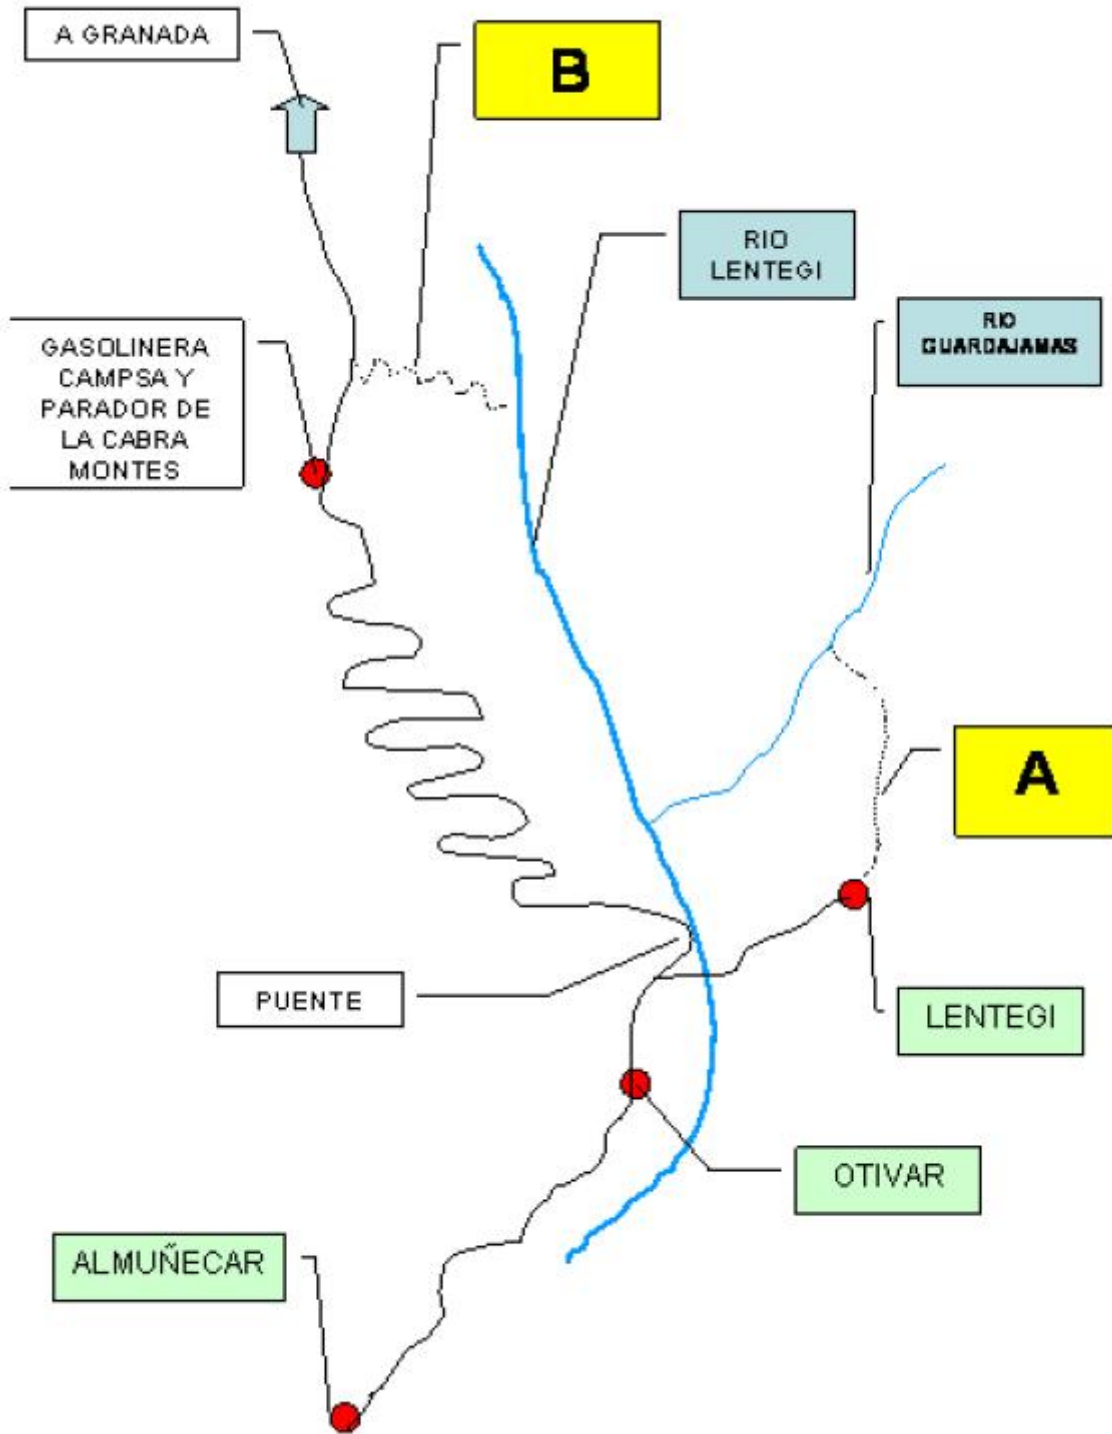 A GRANADA
B
RIO
LENTEGI
RIO
GUARDAJAMAS
GASOLINERA
CAMPSA Y
PARADOR DE
LA CABRA
MONTES
A
PUENTE
LENTEGI
OTIVAR
ALMUÑECAR